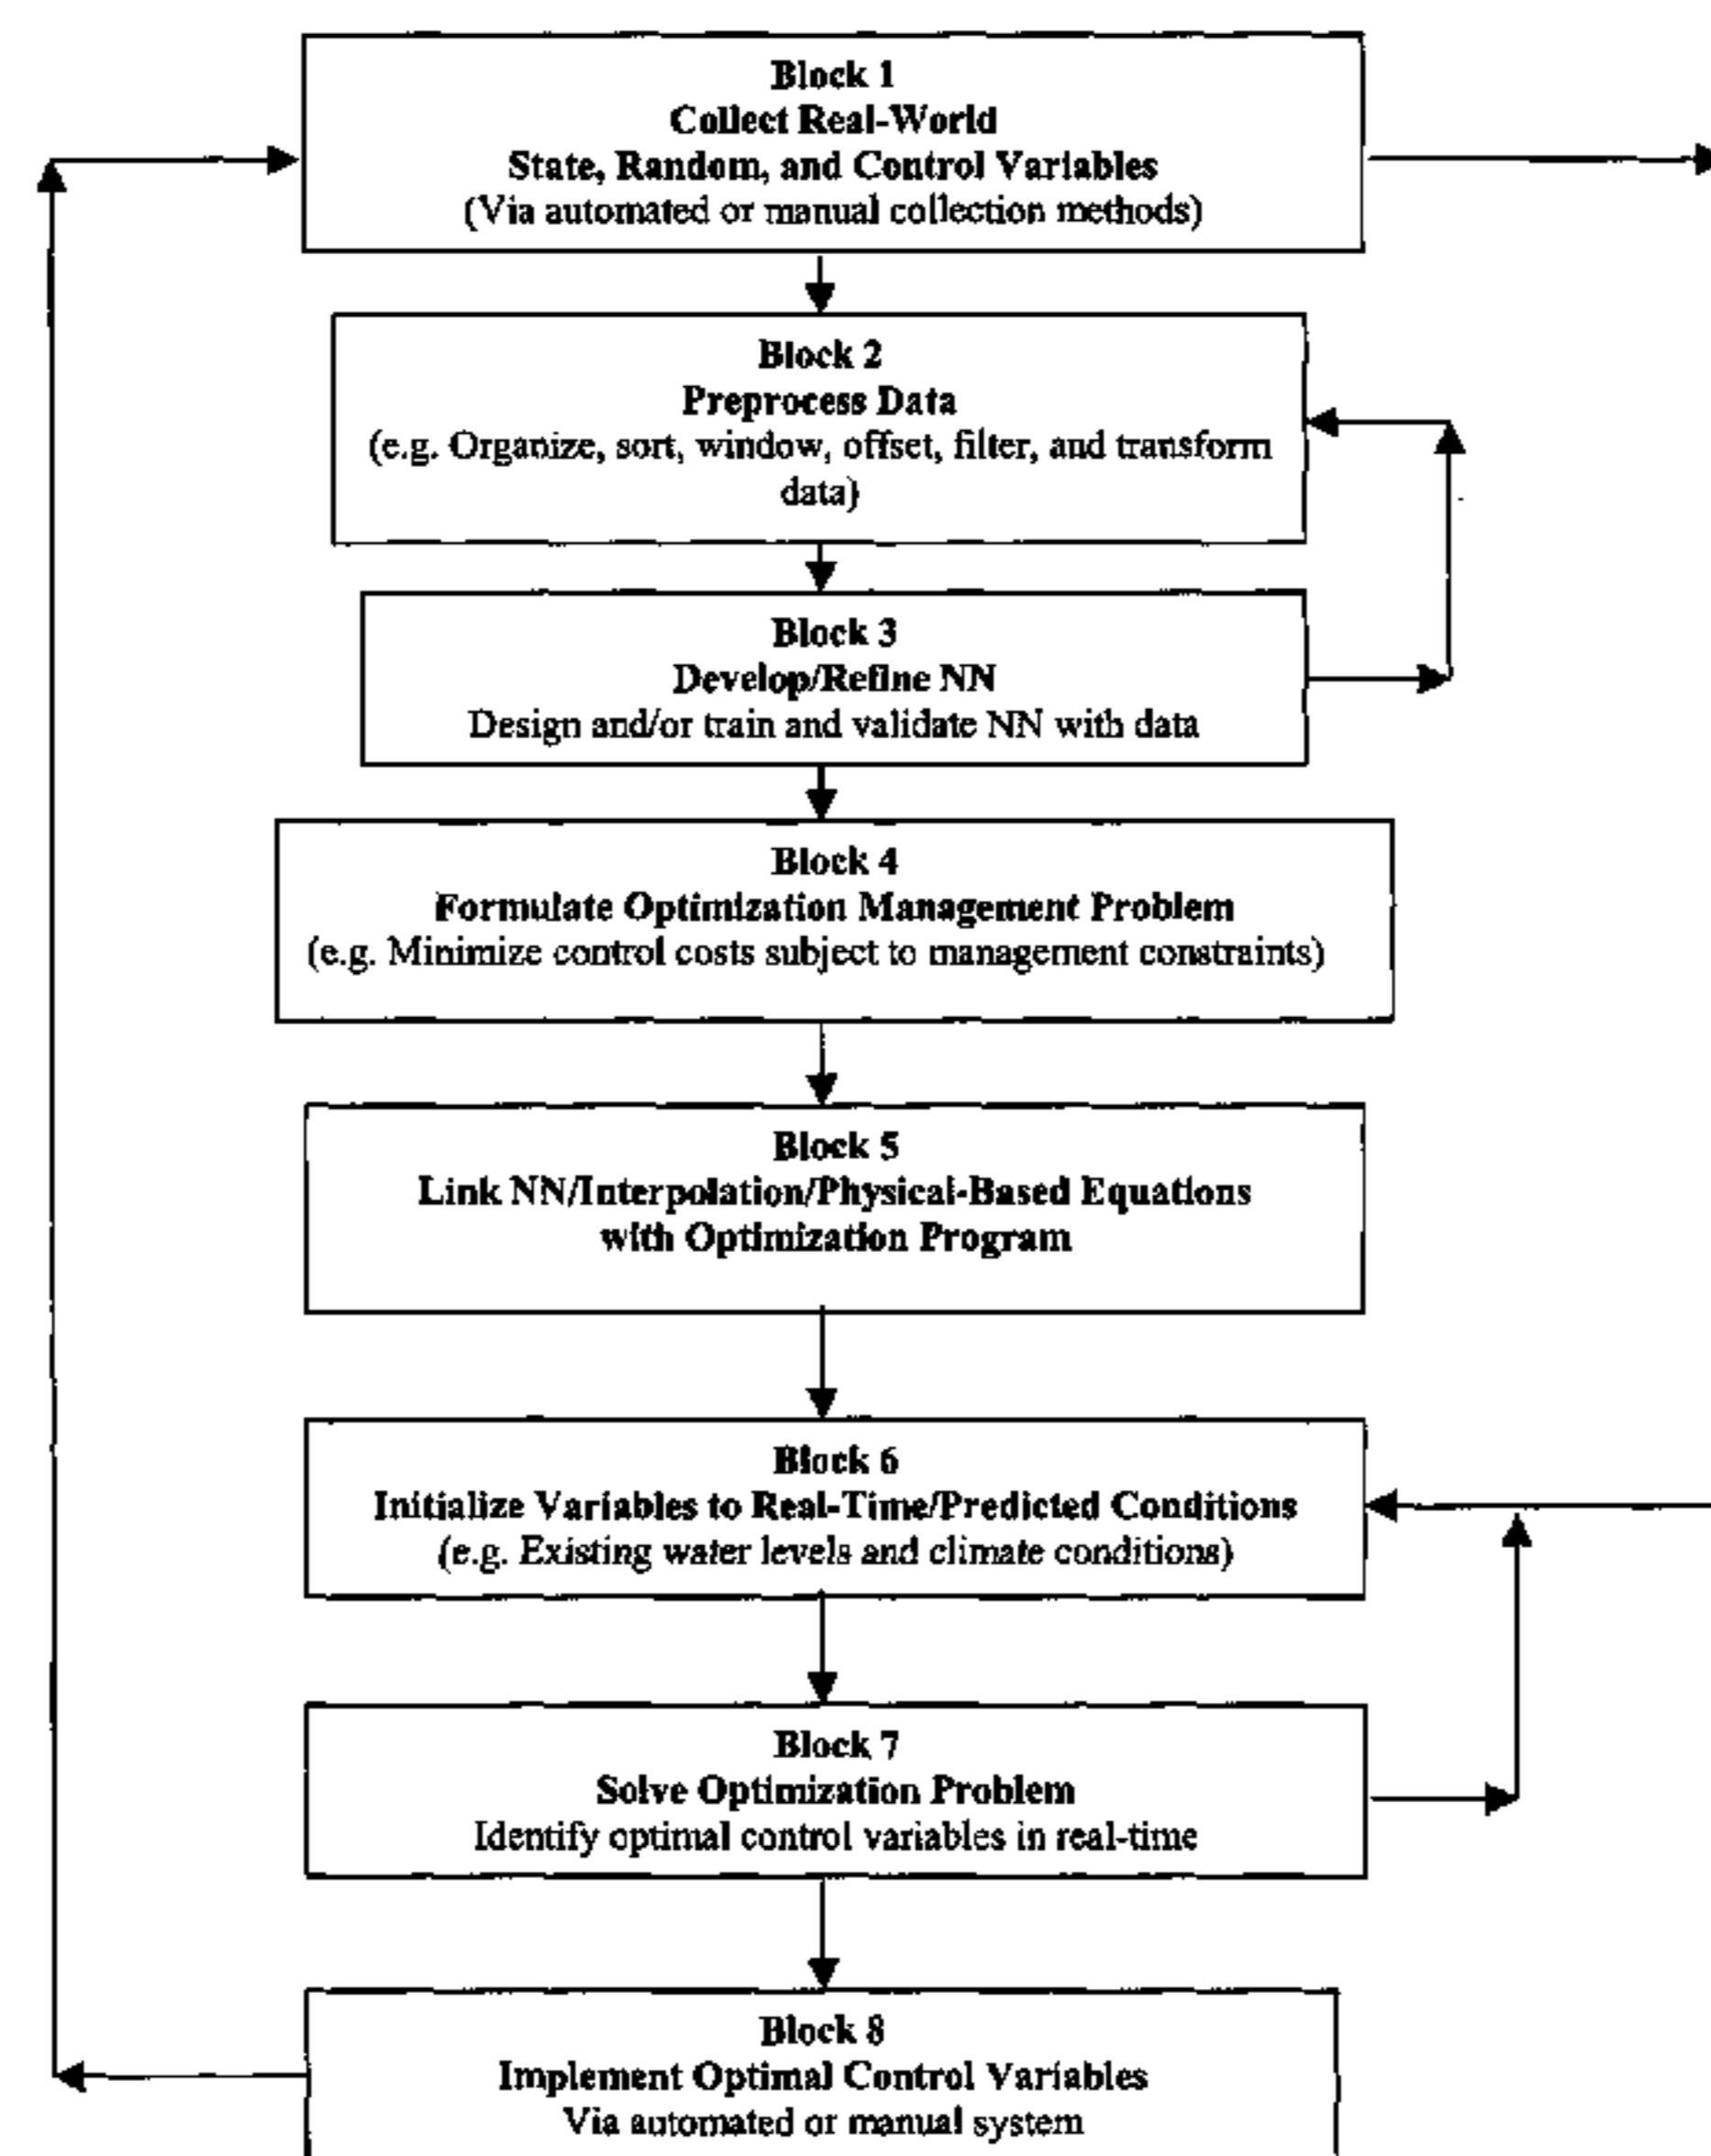 Block 1
Collect Real-World
State, Random, and Control Variables
(Via automated or manual collection methods)
Block 2
Preprocess Data
(e.g. Organize, sort, window, offset, filter, and transform
data)
Block 3
Develop/Refine NN
Design and/or train and validate NN with data
Block 4
Formulate Optimization Management Problem
(e.g. Minimize control costs subject to management constraints)
Block 5
Link NN/Interpolation/Physical-Based Equations
with Optimization Program
Block 6
Initialize Variables to Real-Time/Predicted Conditions
(e.g. Existing water levels and climate conditions)
Block 7
Solve Optimization Problem
Identify optimal control variables in real-time
Block 8
Implement Optimal Control Variables
Via automated or manual system